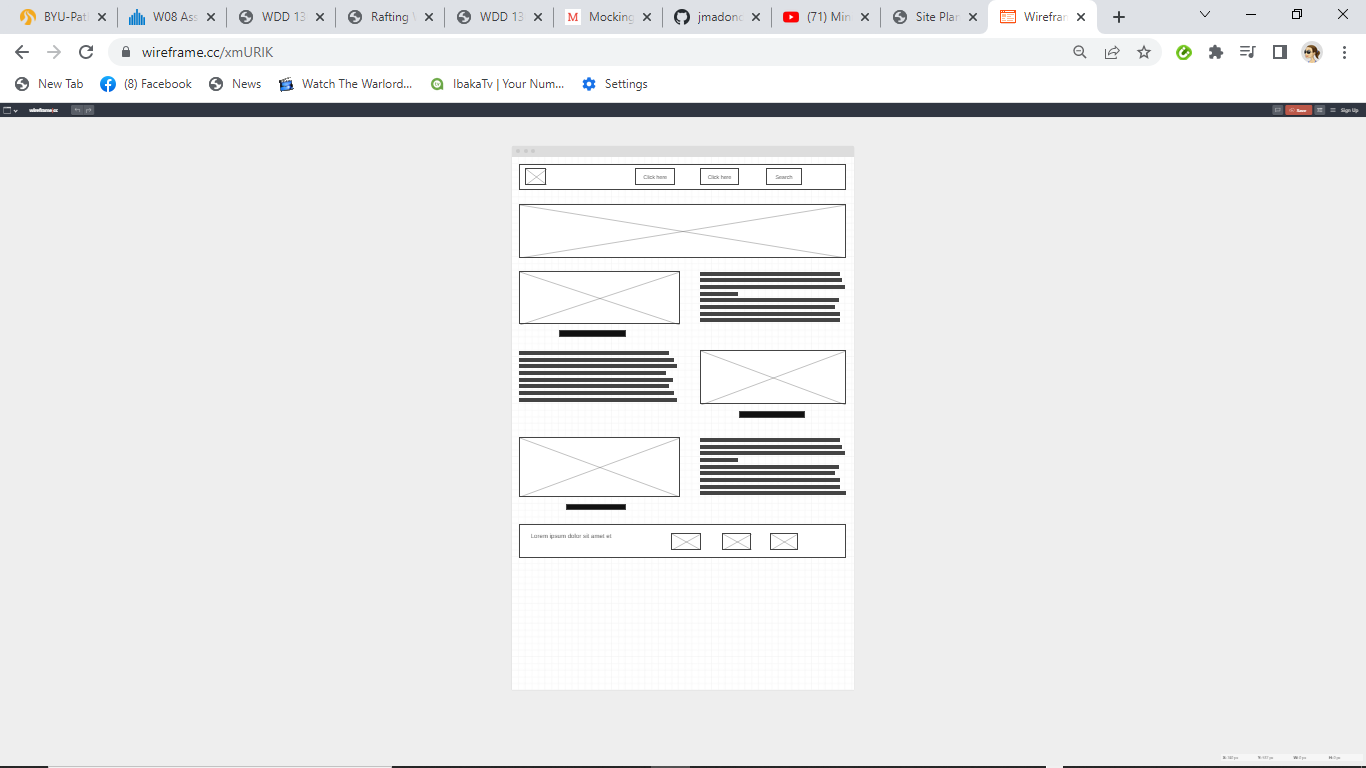 BYU-Pat
W08 Ass
WDD 13
Rafting
WDD 13
M Mocking
jmadon
(71) Min
Site Plan
Wirefran
wireframe.cc/xmURIK
New Tab
(8) Facebook
News
Watch The Warlord...
IbakaTv | Your Num...
Settings
wireframe.cc
Save
Sign Up
Click here
Click here
Search
Lorem ipsum dolor sit amet et